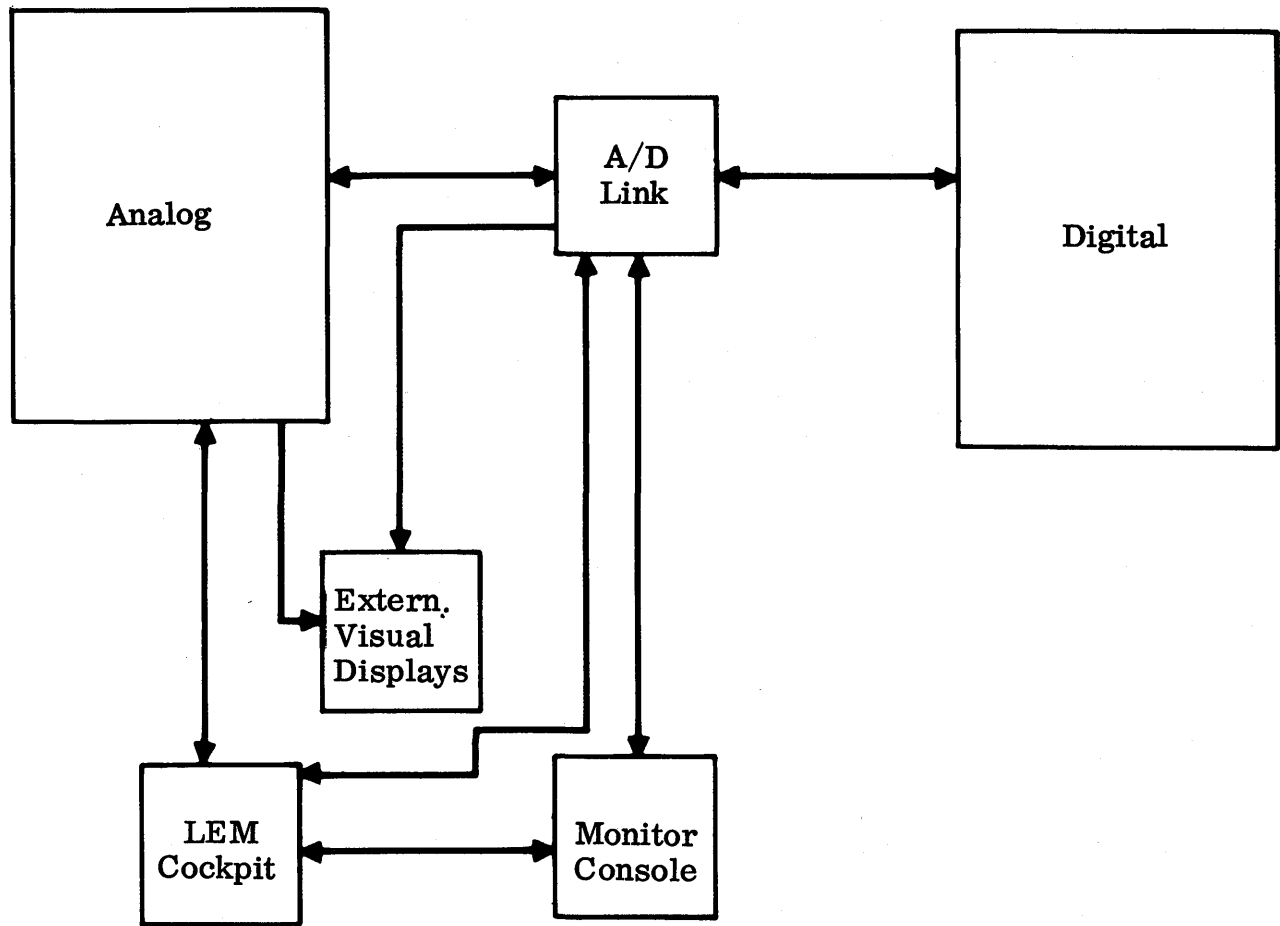 Analog
A/D
Link
Digital
Extern.
Visual
Displays
LEM
Cockpit
Monitor
Console